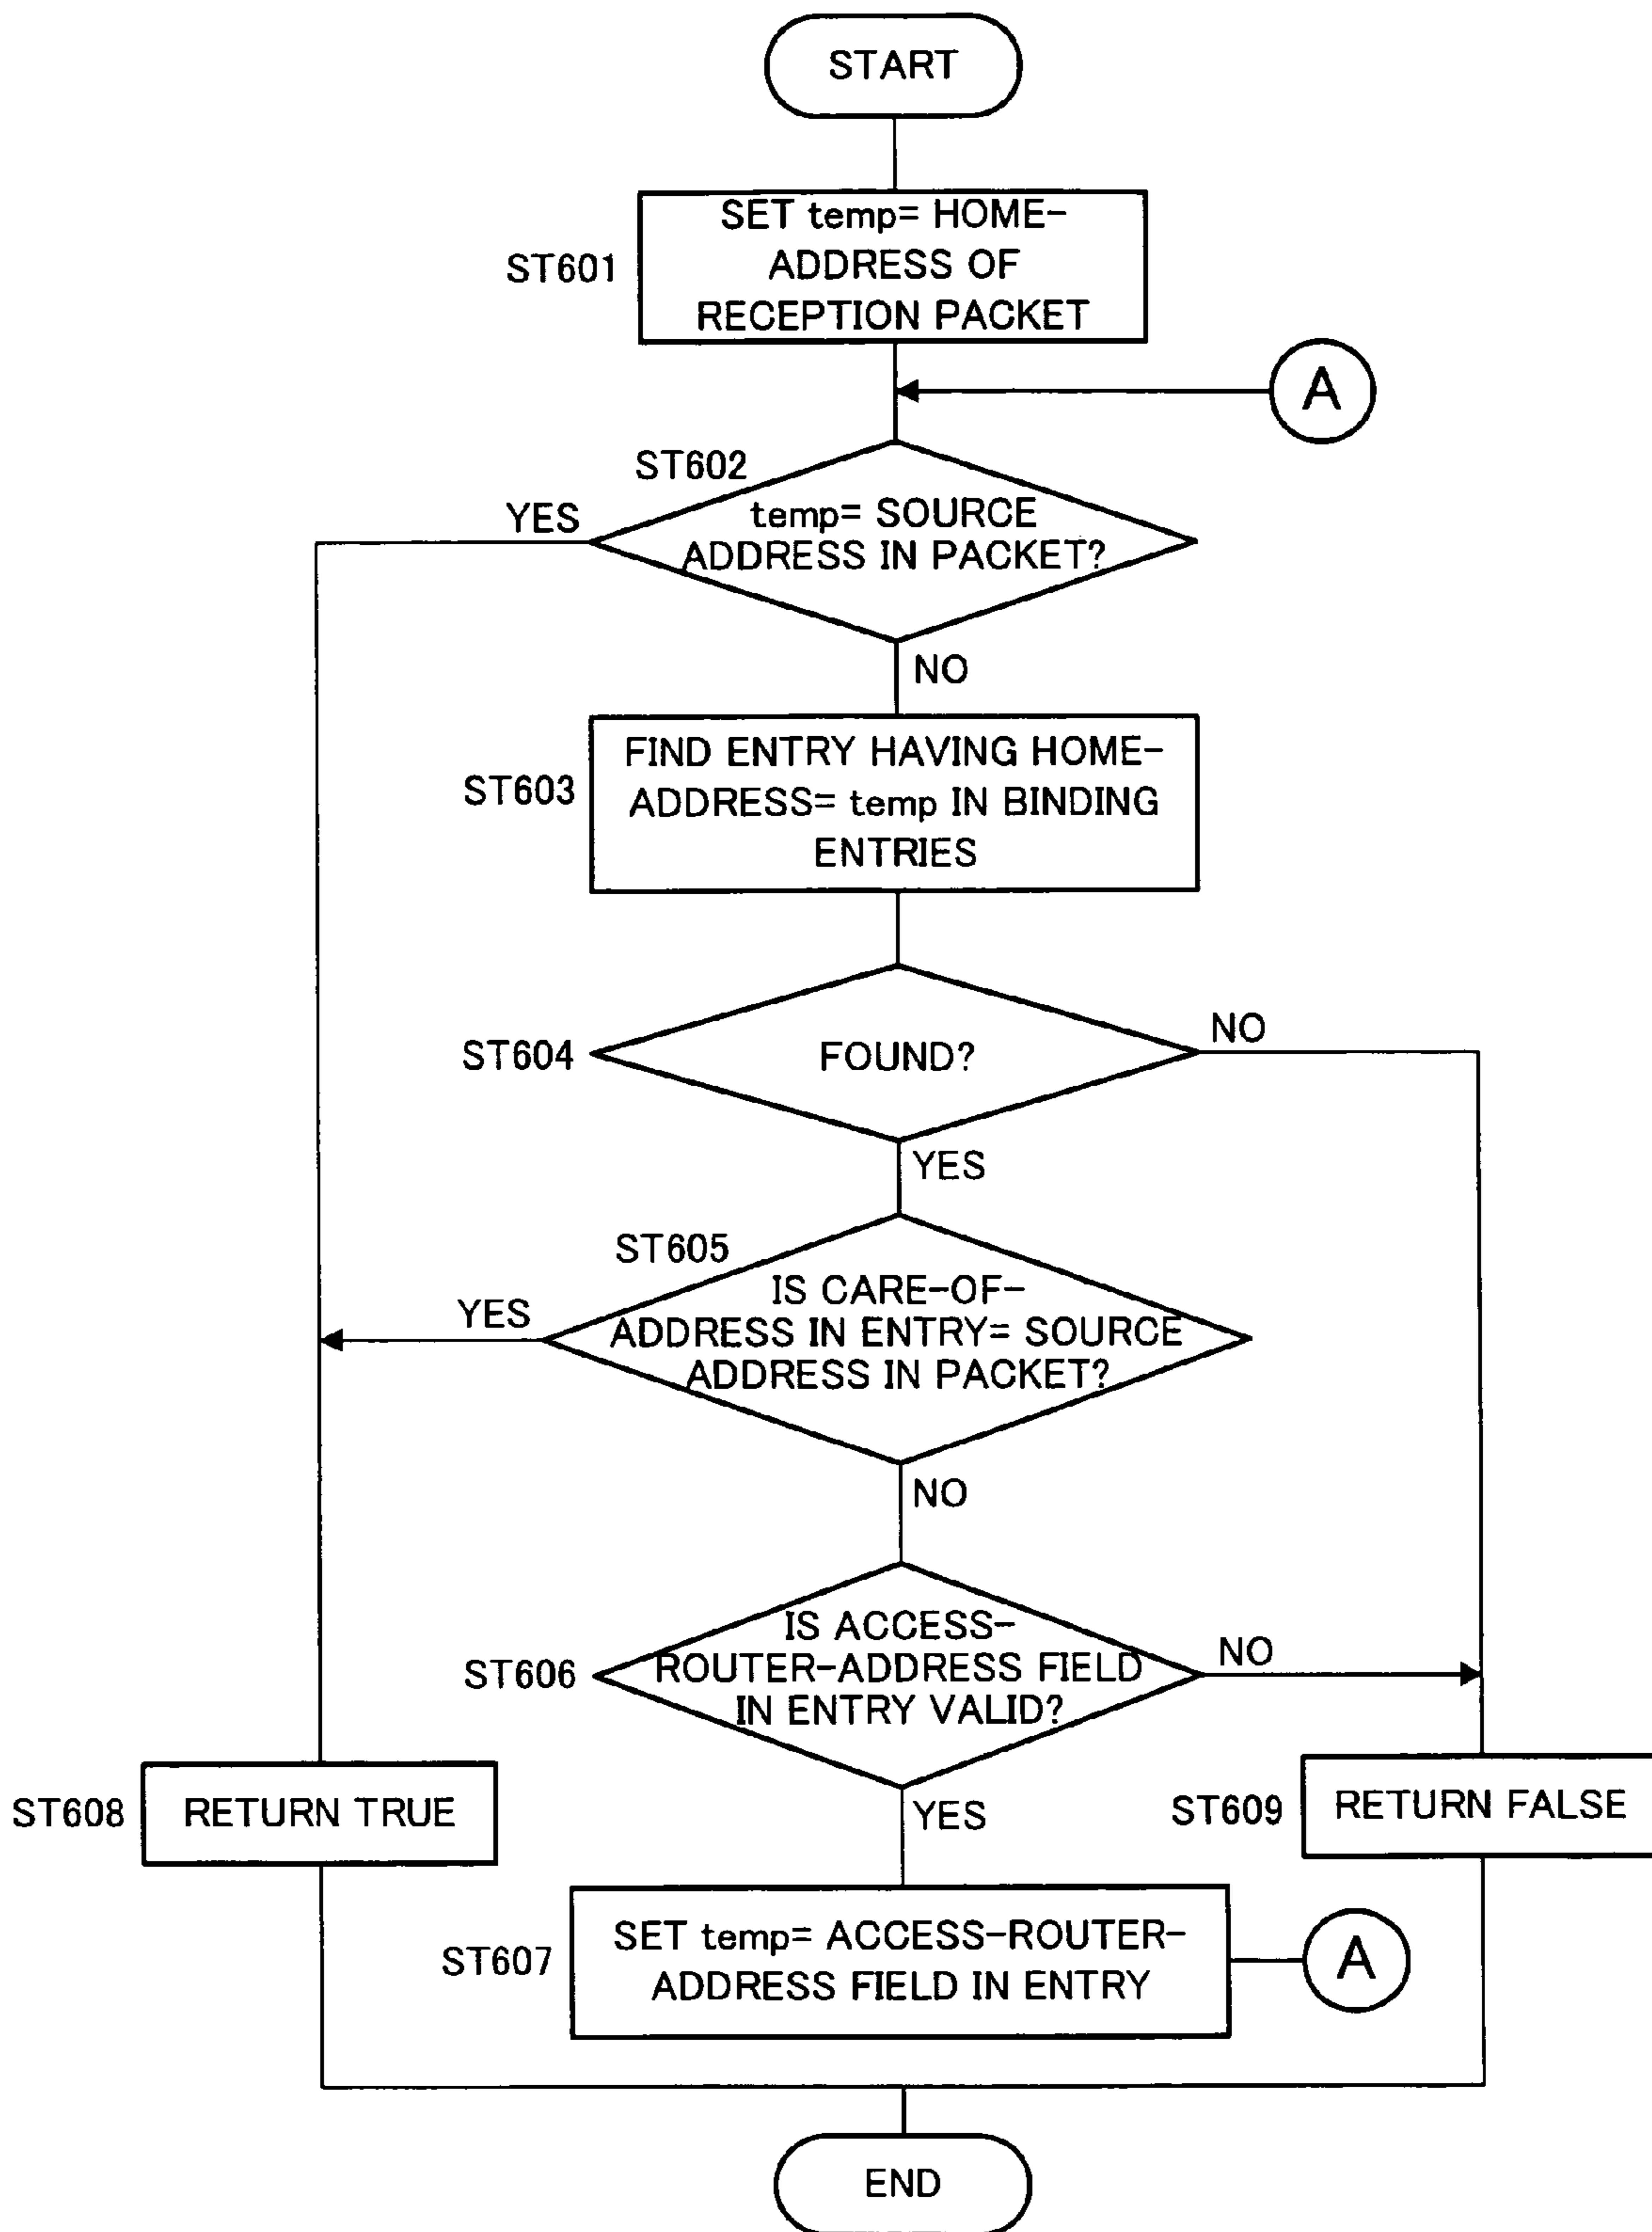 START
SET temp= HOME-
ADDRESS OF
RECEPTION PACKET
ST601
A
ST602
YES
temp= SOURCE
ADDRESS IN PACKET?
NO
FIND ENTRY HAVING HOME-
ADDRESS= temp IN BINDING
ENTRIES
ST603
NO
ST604
FOUND?
YES
ST605
IS CARE-OF-
ADDRESS IN ENTRY= SOURCE
ADDRESS IN PACKET?
YES
NO
IS ACCESS-
ROUTER-ADDRESS FIELD
IN ENTRY VALID?
ST606
NO
YES
ST608
RETURN TRUE
ST609
RETURN FALSE
SET temp= ACCESS-ROUTER-
ADDRESS FIELD IN ENTRY
ST607
A
END